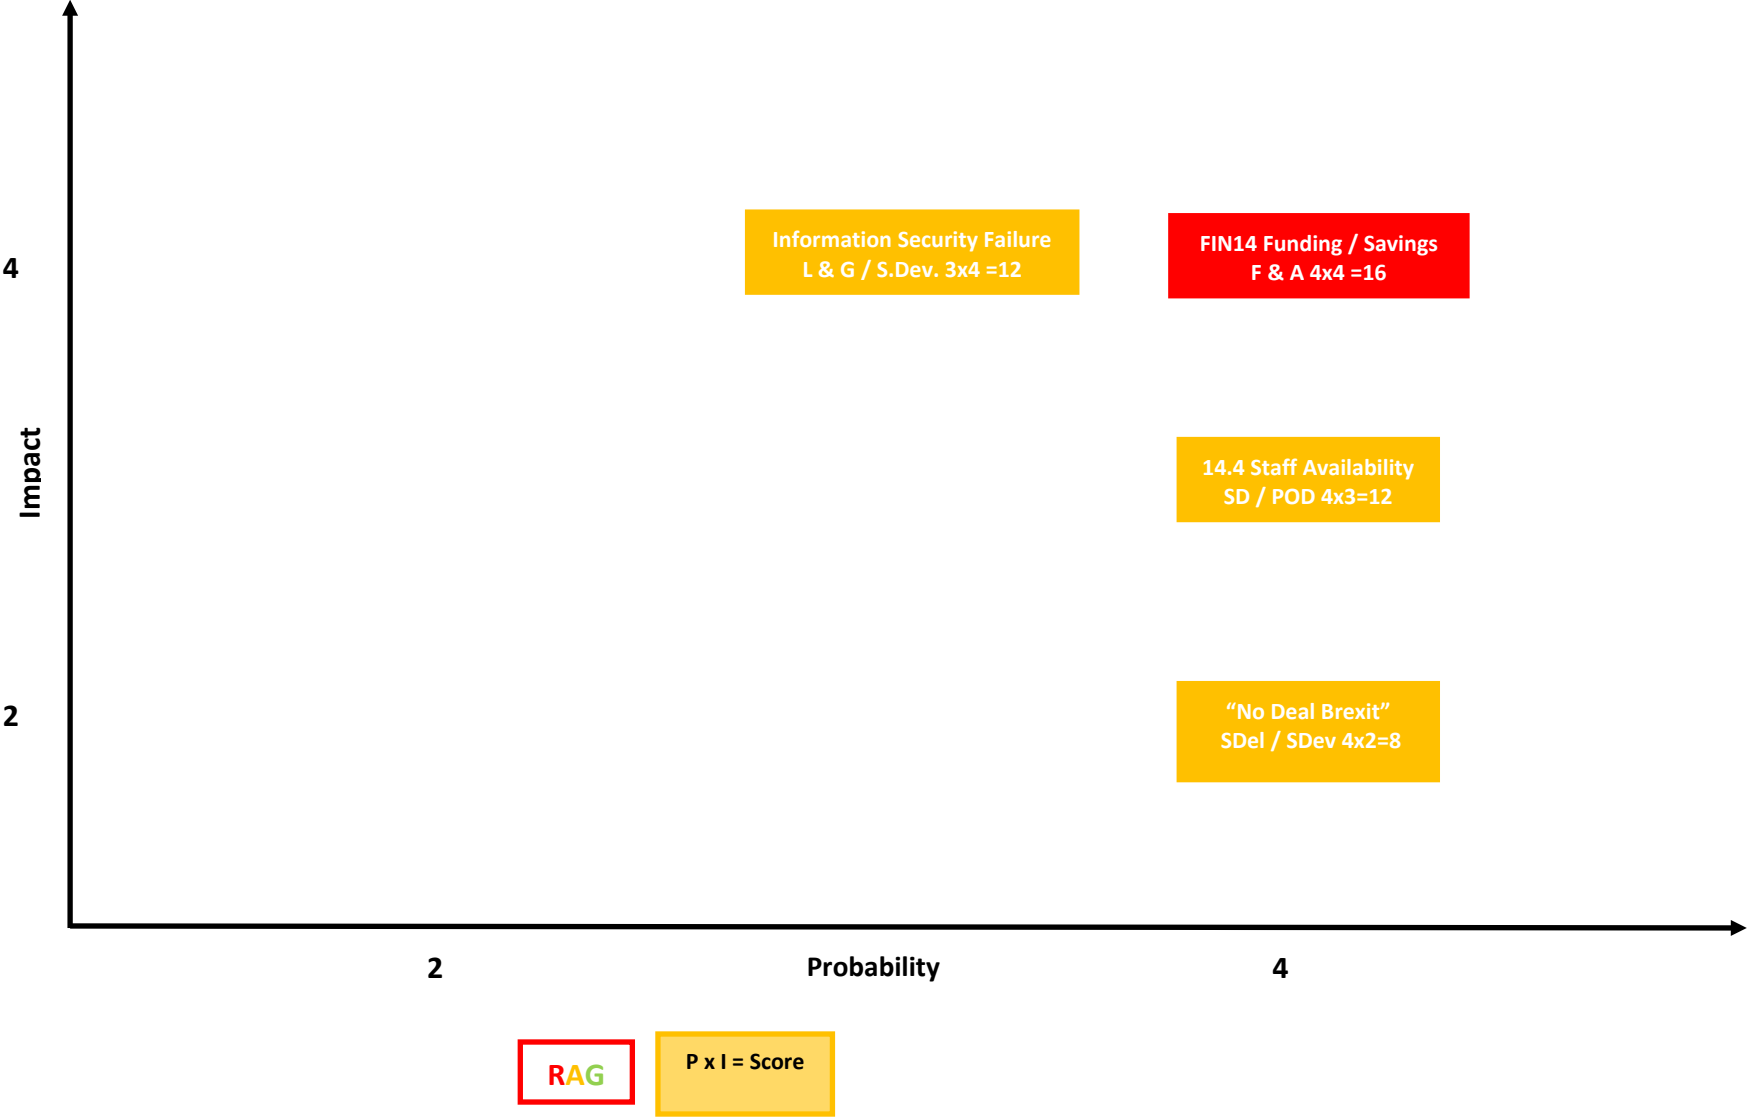 Information Security Failure
L & G / S.Dev. 3x4 =12
FIN14 Funding / Savings
F & A 4x4 =16
4
Impact
14.4 Staff Availability
SD / POD 4x3=12
2
“No Deal Brexit”
SDel / SDev 4x2=8
2
Probability
4
RAG
P x I = Score